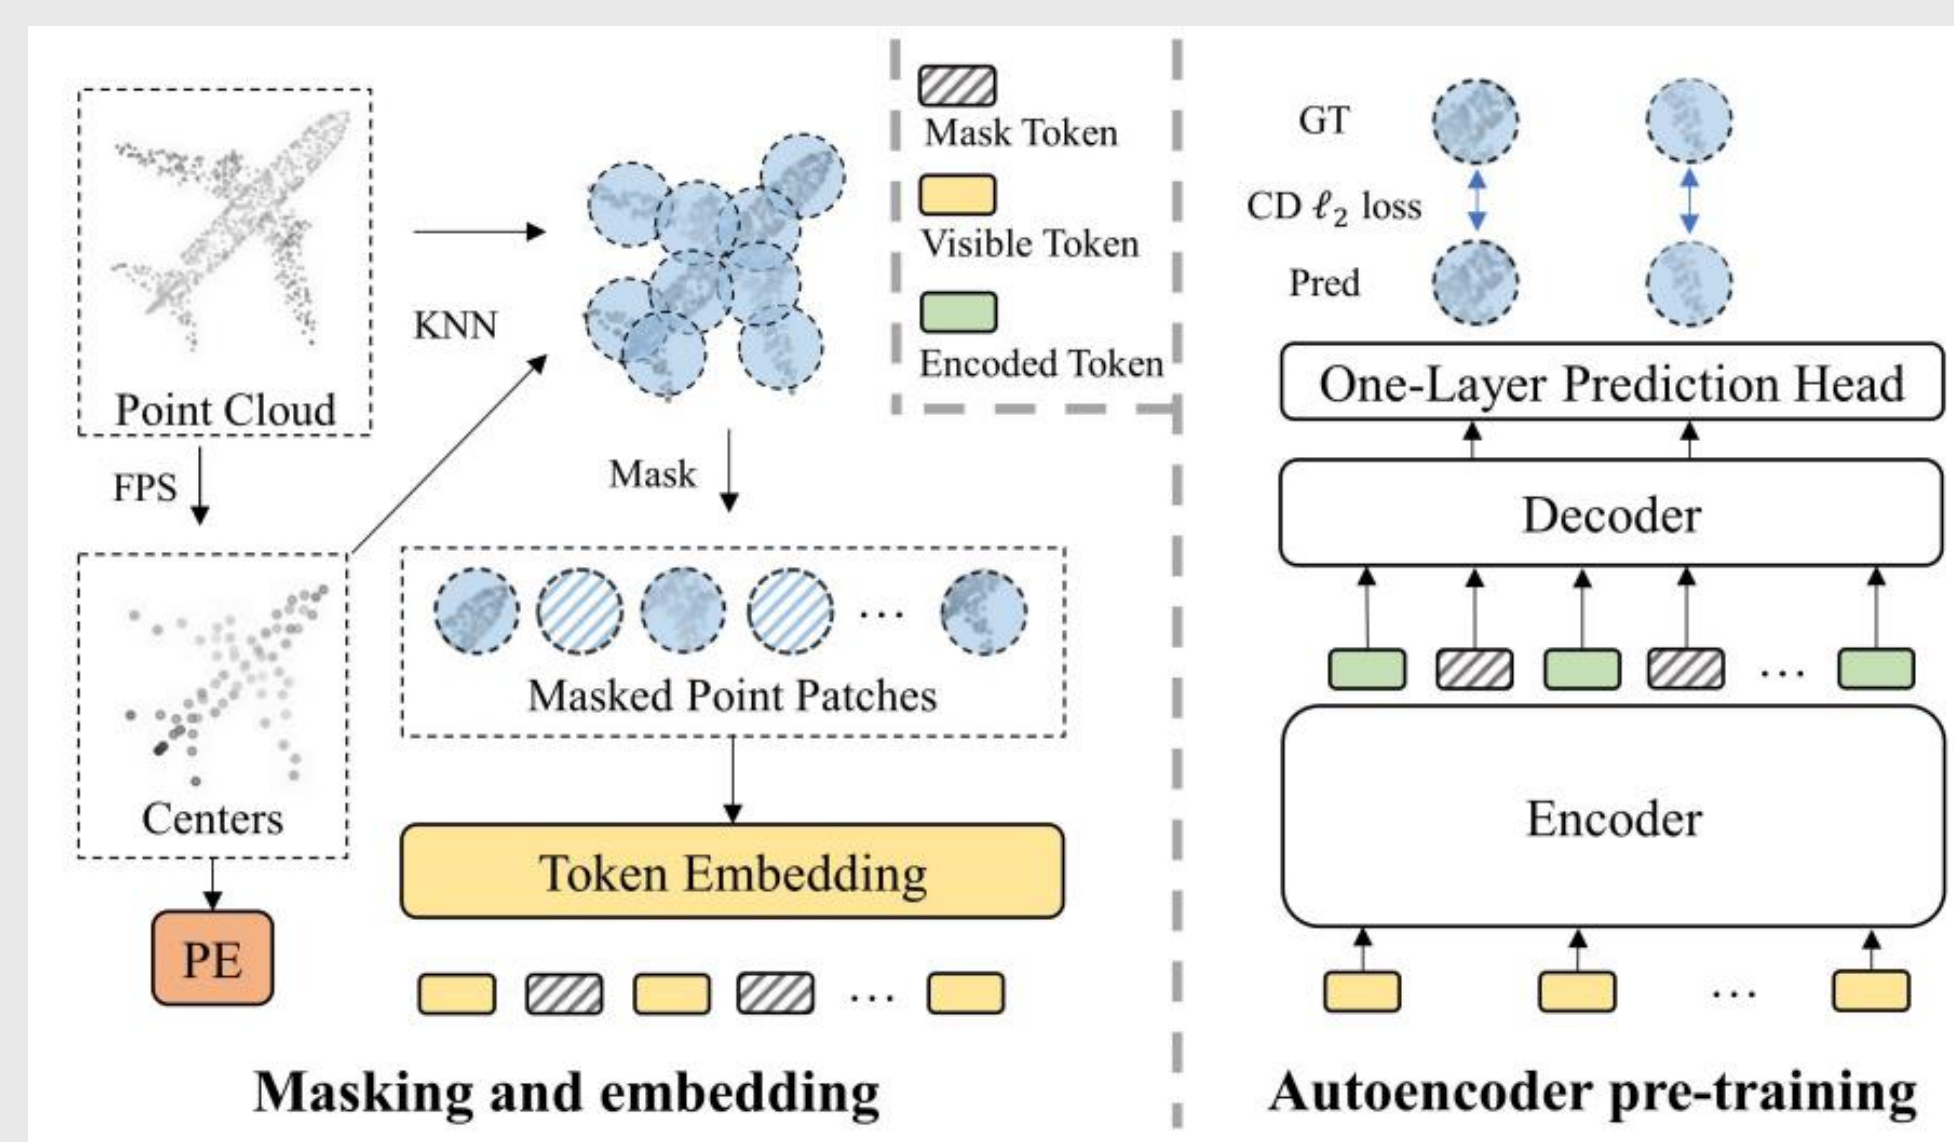 Point Cloud
FPS
Centers
PE
KNN
Mask
Masked Point Patches
Token Embedding
...
Masking and embedding
Mask Token
Visible Token
Encoded Token
GT
CD ℓ₂ loss
Pred
One-Layer Prediction Head
Decoder
...
Encoder
...
Autoencoder pre-training